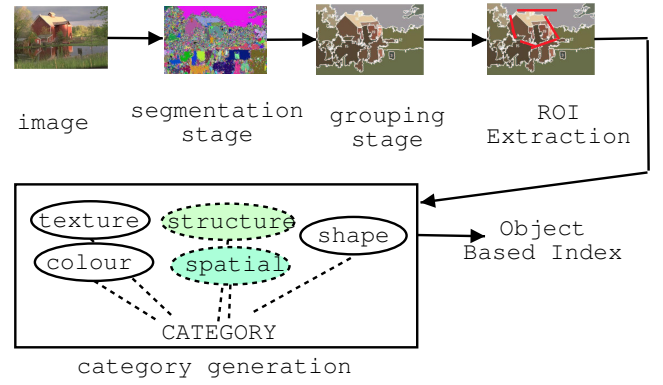 image
segmentation
stage
grouping
stage
ROI
Extraction
texture
structure
shape
colour
spatial
CATEGORY
category generation
Object
Based Index